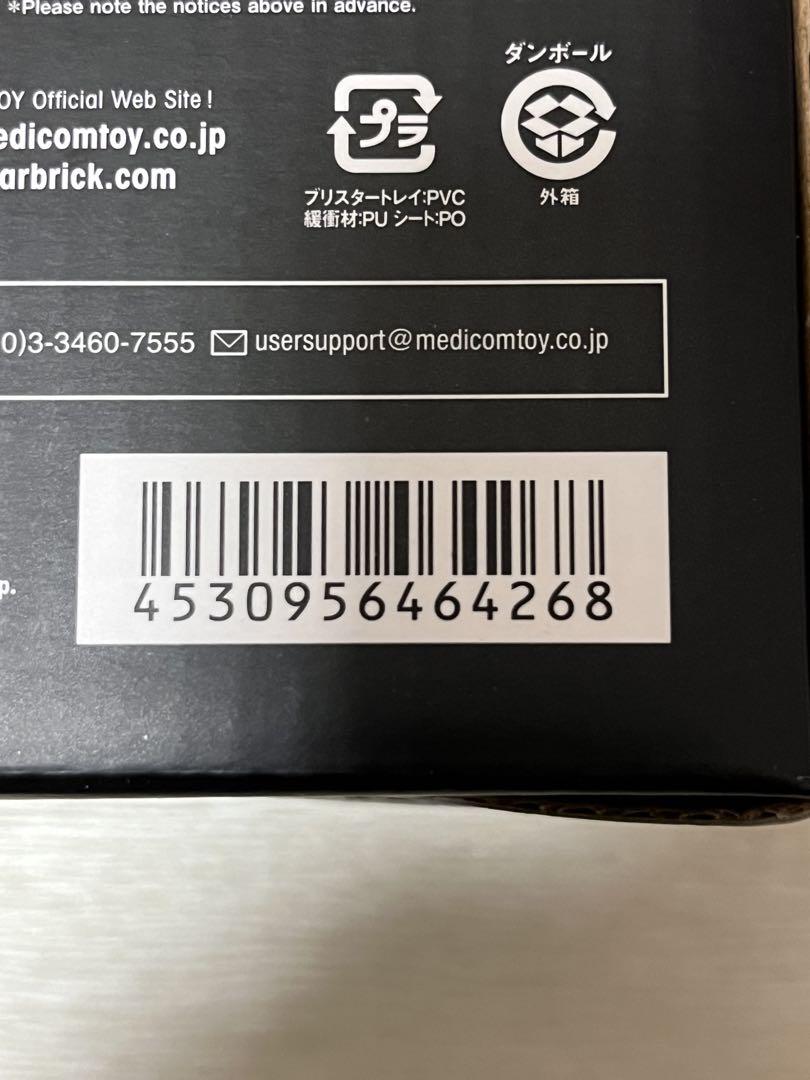 *Please note the notices above in advance.
OY Official Web Site !
edicomtoy.co.jp
arbrick.com
プラ
ブリスタートレイ:PVC
緩衝材:PU シート:PO
ダンボール
外箱
0)3-3460-7555 usersupport@medicomtoy.co.jp
p.
4530956464268